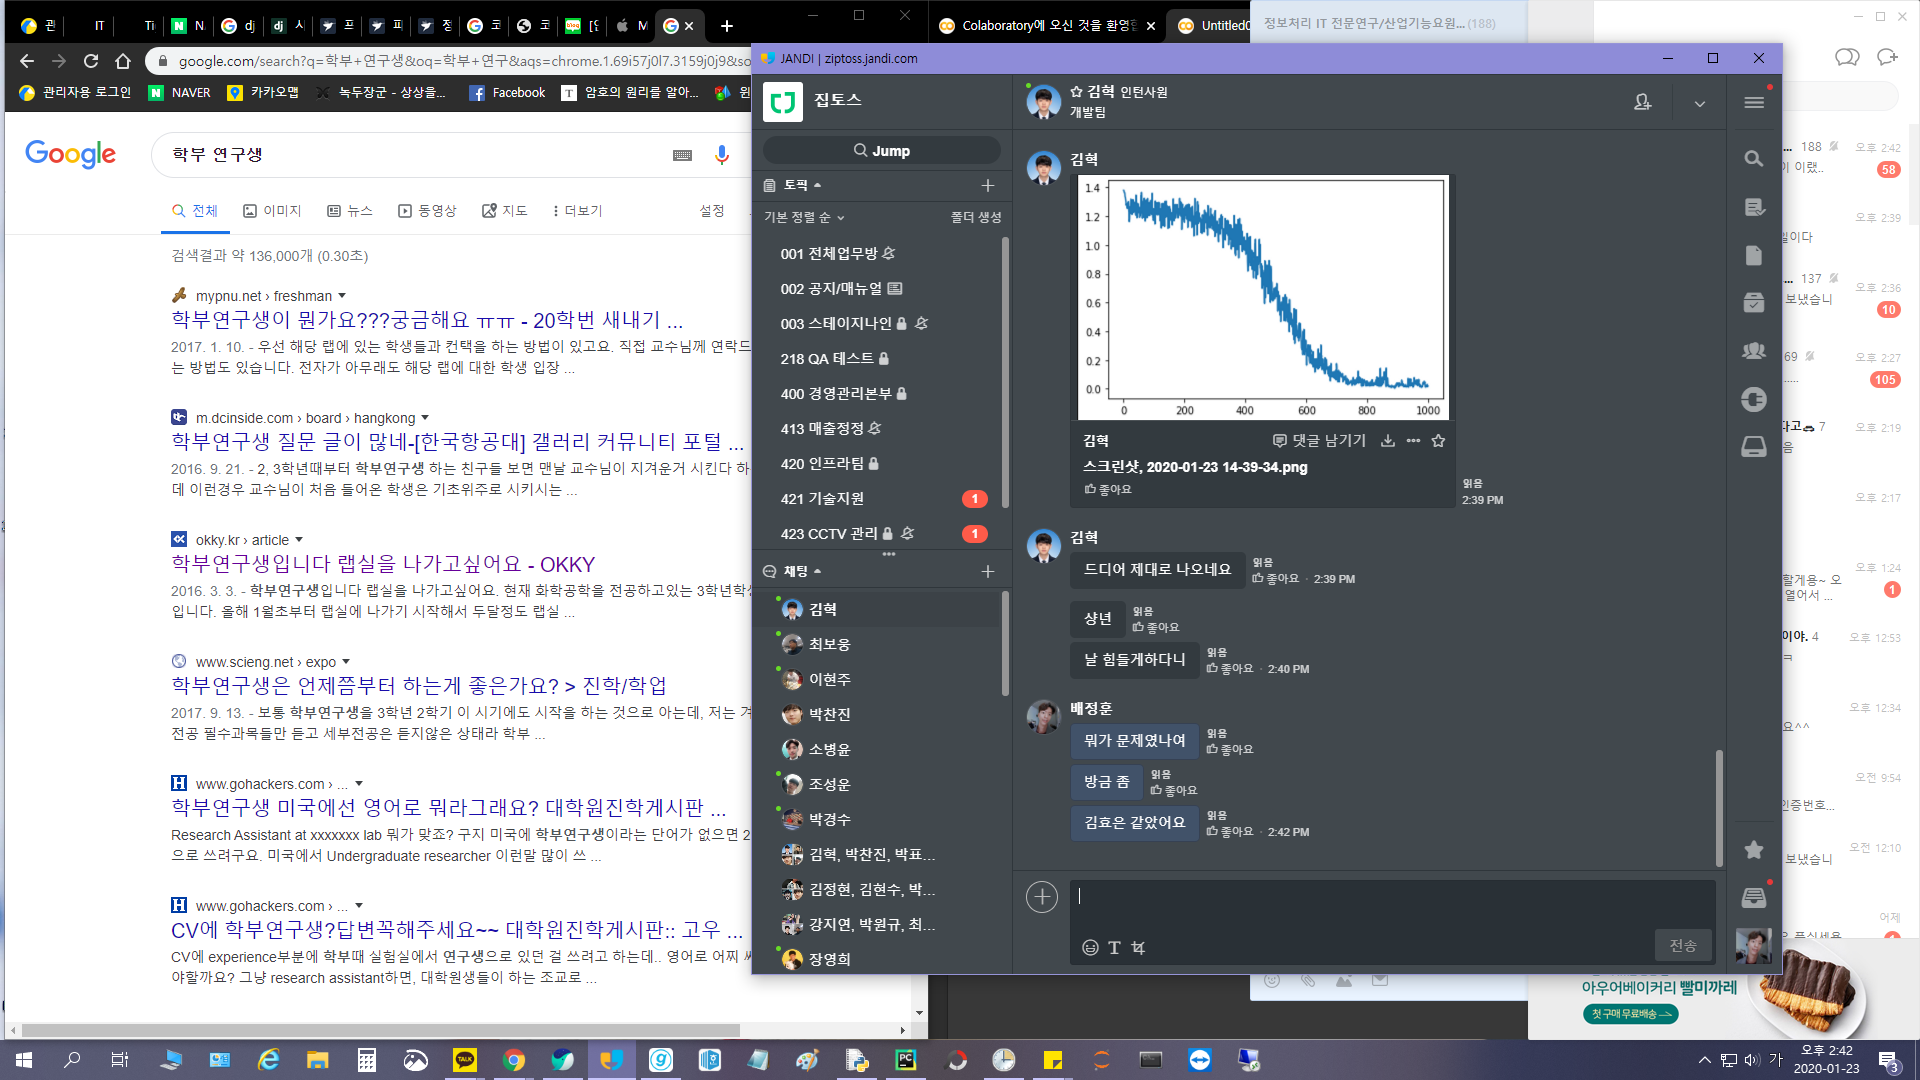 관
IT
Ti
N
dj
시
프
파
장
코
코
[인
M
Colaboratory에 오신 것을 환영합
Untitled0
정보처리 IT 전문연구/산업기능요원... (188)
google.com/search?q=학부+연구생&oq=학부+연구&aqs=chrome.1.69i57j0l7.3159j0j9&so
관리자용 로그인
NAVER
카카오맵
녹두장군 - 상상을...
Facebook
암호의 원리를 알아...
윈
Google
학부 연구생
전체
이미지
뉴스
동영상
지도
더보기
설정
검색결과 약 136,000개 (0.30초)
mypnu.net › freshman
학부연구생이 뭔가요???궁금해요 ㅠㅠ - 20학번 새내기 ...
2017. 1. 10. - 우선 해당 랩에 있는 학생들과 컨택을 하는 방법이 있고요. 직접 교수님께 연락드
는 방법도 있습니다. 전자가 아무래도 해당 랩에 대한 학생 입장 ...
m.dcinside.com › board › hangkong
학부연구생 질문 글이 많네-[한국항공대] 갤러리 커뮤니티 포털 ...
2016. 9. 21. - 2, 3학년때부터 학부연구생 하는 친구들 보면 맨날 교수님이 지겨운거 시킨다 하
데 이런경우 교수님이 처음 들어온 학생은 기초위주로 시키시는 ...
okky.kr › article
학부연구생입니다 랩실을 나가고싶어요 - OKKY
2016. 3. 3. - 학부연구생입니다 랩실을 나가고싶어요. 현재 화학공학을 전공하고있는 3학년학생
입니다. 올해 1월초부터 랩실에 나가기 시작해서 두달정도 랩실 ...
www.scieng.net › expo
학부연구생은 언제쯤부터 하는게 좋은가요? > 진학/학업
2017. 9. 13. - 보통 학부연구생을 3학년 2학기 이 시기에도 시작을 하는 것으로 아는데, 저는 겨
전공 필수과목들만 듣고 세부전공은 듣지않은 상태라 학부 ...
www.gohackers.com › ...
학부연구생 미국에선 영어로 뭐라그래요? 대학원진학게시판 ...
Research Assistant at xxxxxxx lab 뭐가 맞죠? 구지 미국에 학부연구생이라는 단어가 없으면 2
으로 쓰려구요. 미국에서 Undergraduate researcher 이런말 많이 쓰 ...
www.gohackers.com › ...
CV에 학부연구생?답변꼭해주세요~~ 대학원진학게시판:: 고우 ...
CV에 experience부분에 학부때 실험실에서 연구생으로 있던 걸 쓰려고 하는데.. 영어로 어찌 써
야할까요? 그냥 research assistant하면, 대학원생들이 하는 조교로 ...
JANDI | ziptoss.jandi.com
집토스
Jump
토픽
기본 정렬 순
폴더 생성
001 전체업무방
002 공지/매뉴얼
003 스테이지나인
218 QA 테스트
400 경영관리본부
413 매출정정
420 인프라팀
421 기술지원
1
423 CCTV 관리
1
채팅
김혁
최보웅
이현주
박찬진
소병윤
조성운
박경수
김혁, 박찬진, 박표...
김정현, 김현수, 박...
강지연, 박원규, 최...
장영희
김혁 인턴사원
개발팀
김혁
1.4
1.2
1.0
0.8
0.6
0.4
0.2
0.0
0
200
400
600
800
1000
김혁
댓글 남기기
스크린샷, 2020-01-23 14-39-34.png
좋아요
읽음
2:39 PM
김혁
드디어 제대로 나오네요
읽음
좋아요 · 2:39 PM
샹년
읽음
좋아요
날 힘들게하다니
읽음
좋아요 · 2:40 PM
배정훈
뭐가 문제였나여
읽음
좋아요
방금 좀
읽음
좋아요
김효은 같았어요
읽음
좋아요 · 2:42 PM
전송
188
오후 2:42
이 이랬..
58
오후 2:39
일이다
137
오후 2:36
보냈습니
10
69
오후 2:27
105
다고 7
오후 2:19
음
오후 2:17
오후 1:24
할게용~ 오
열어서 ...
1
이야. 4
오후 12:53
ㅋ
오후 12:34
요^^
오전 9:54
인증번호...
오전 12:10
보냈습니
어제
아우어베이커리 빨미까레
첫구매 무료배송
TALK
PC
가
오후 2:42
2020-01-23
3